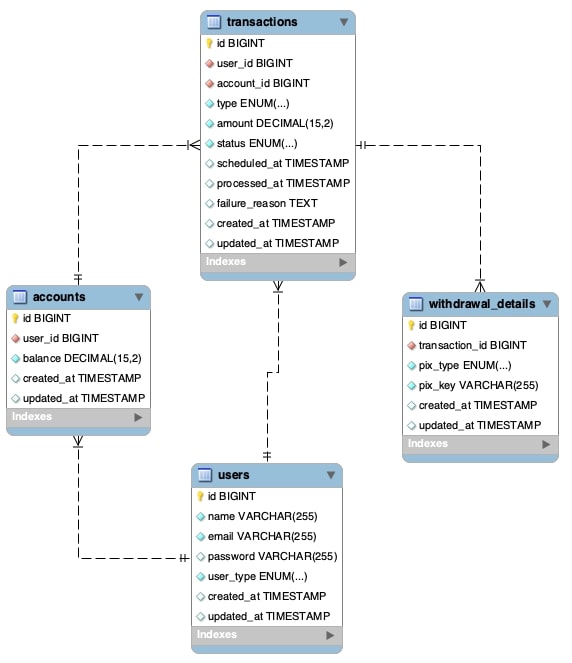 transactions
id BIGINT
user_id BIGINT
account_id BIGINT
type ENUM(...)
amount DECIMAL(15,2)
status ENUM(...)
scheduled_at TIMESTAMP
processed_at TIMESTAMP
failure_reason TEXT
created_at TIMESTAMP
updated_at TIMESTAMP
Indexes
accounts
id BIGINT
user_id BIGINT
balance DECIMAL(15,2)
created_at TIMESTAMP
updated_at TIMESTAMP
Indexes
withdrawal_details
id BIGINT
transaction_id BIGINT
pix_type ENUM(...)
pix_key VARCHAR(255)
created_at TIMESTAMP
updated_at TIMESTAMP
Indexes
users
id BIGINT
name VARCHAR(255)
email VARCHAR(255)
password VARCHAR(255)
user_type ENUM(...)
created_at TIMESTAMP
updated_at TIMESTAMP
Indexes